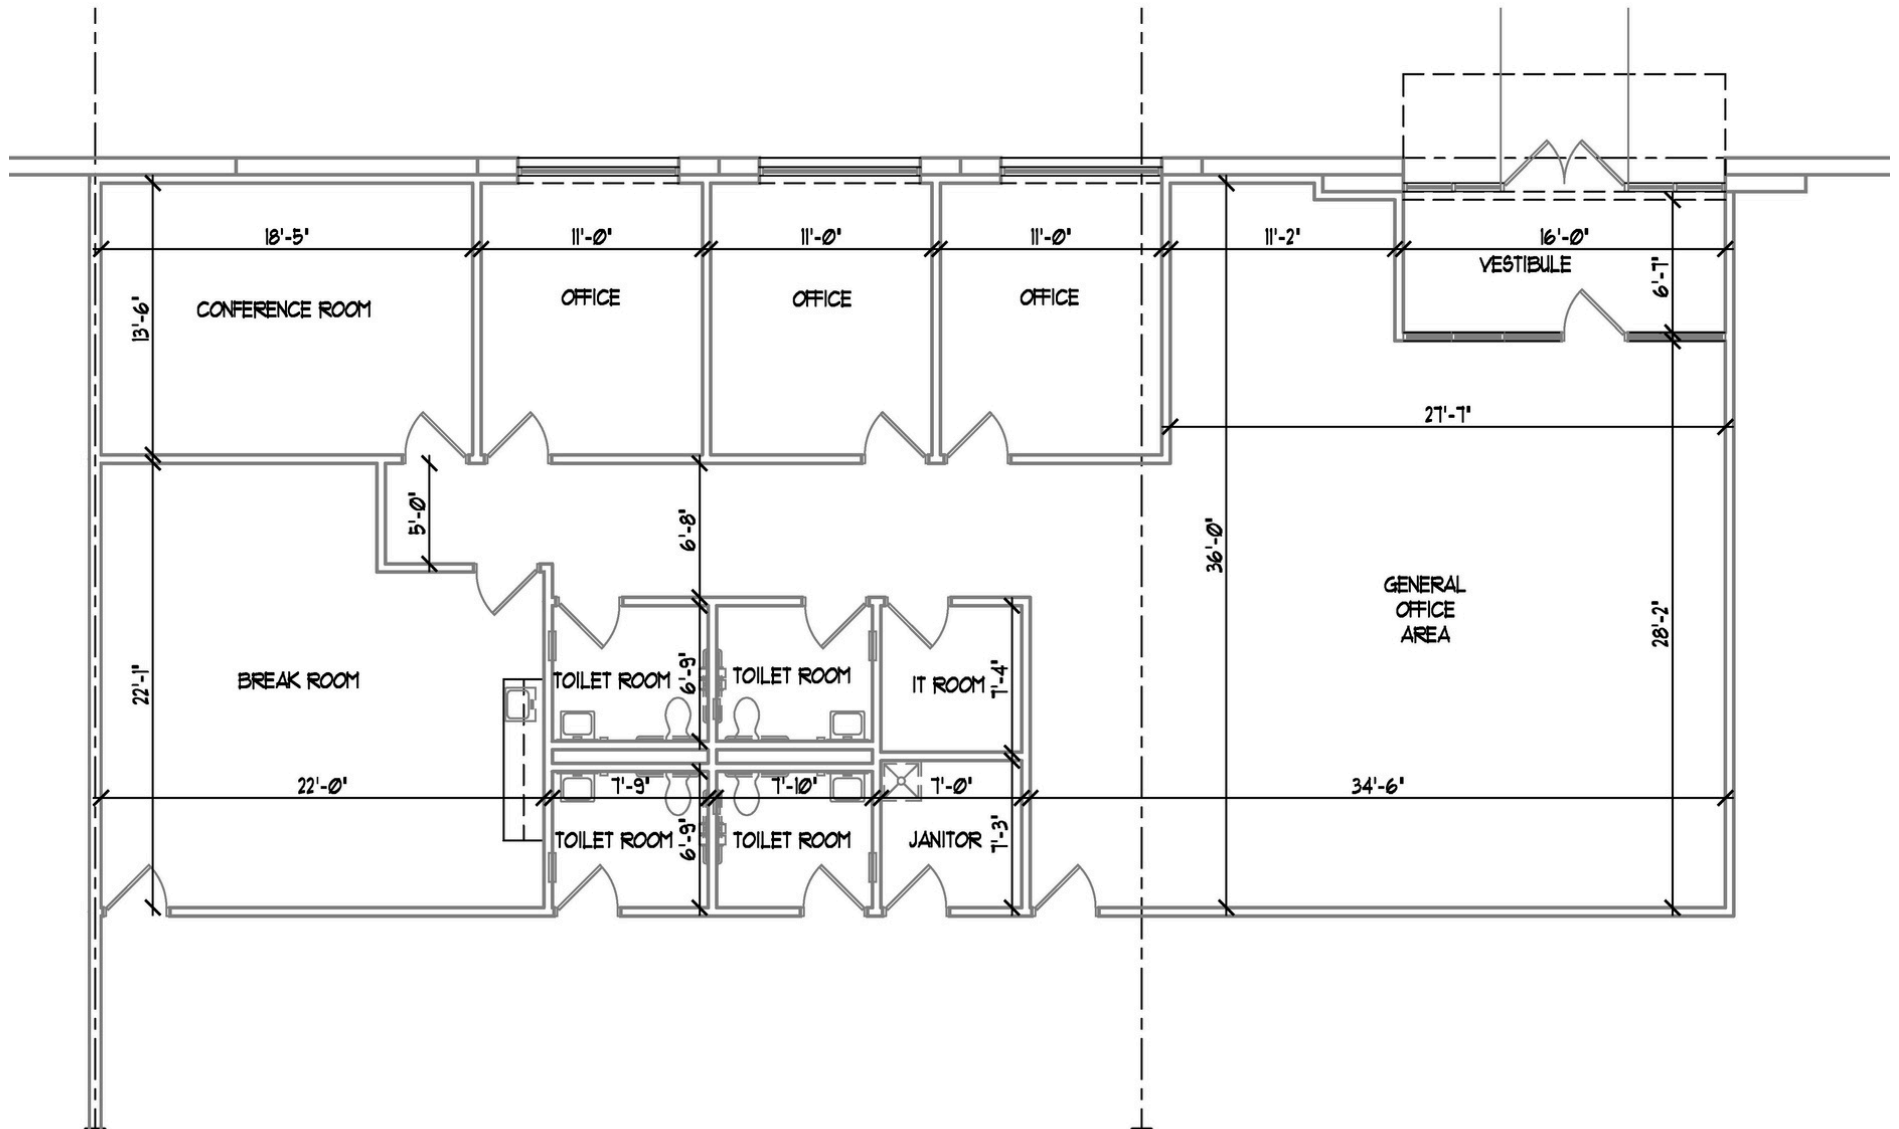 18'-5"
11'-0"
11'-0"
11'-0"
11'-2"
16'-0"
VESTIBULE
6'-7"
CONFERENCE ROOM
OFFICE
OFFICE
OFFICE
13'-6"
27'-7"
5'-0"
6'-8"
36'-0"
GENERAL
OFFICE
AREA
28'-2"
22'-1"
BREAK ROOM
TOILET ROOM
6'-9"
TOILET ROOM
IT ROOM
7'-4"
22'-0"
7'-9"
7'-10"
7'-0"
34'-6"
TOILET ROOM
6'-9"
TOILET ROOM
JANITOR
7'-3"